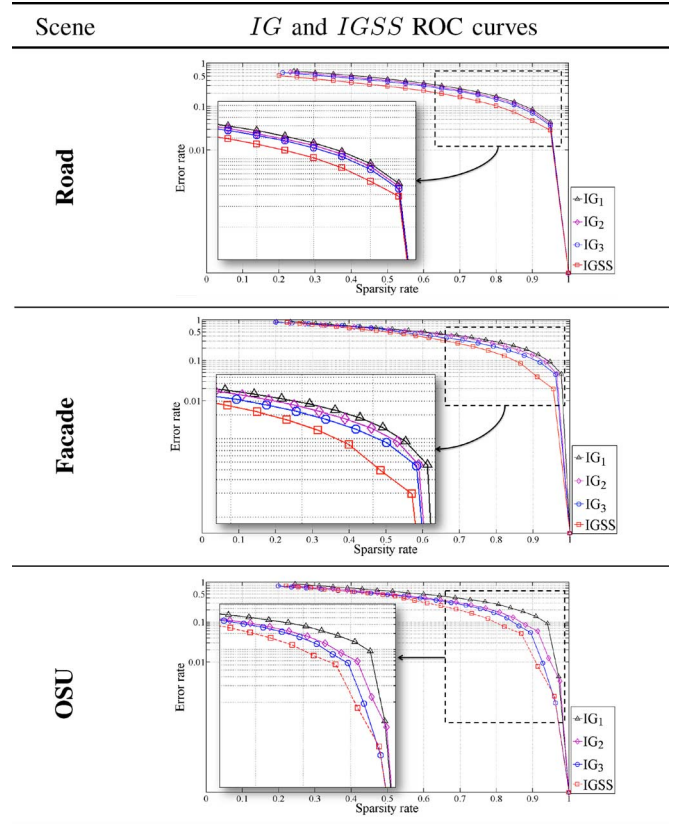 Scene IG and IGSS ROC curves
Road
Error rate
1
0.5
0.1
0.01
0 0.1 0.2 0.3 0.4 0.5 0.6 0.7 0.8 0.9 1
Sparsity rate
IG1
IG2
IG3
IGSS
Facade
Error rate
1
0.5
0.1
0.01
0 0.1 0.2 0.3 0.4 0.5 0.6 0.7 0.8 0.9
Sparsity rate
IG1
IG2
IG3
IGSS
OSU
Error rate
1
0.5
0.1
0.01
0 0.1 0.2 0.3 0.4 0.5 0.6 0.7 0.8 0.9 1
Sparsity rate
IG1
IG2
IG3
IGSS